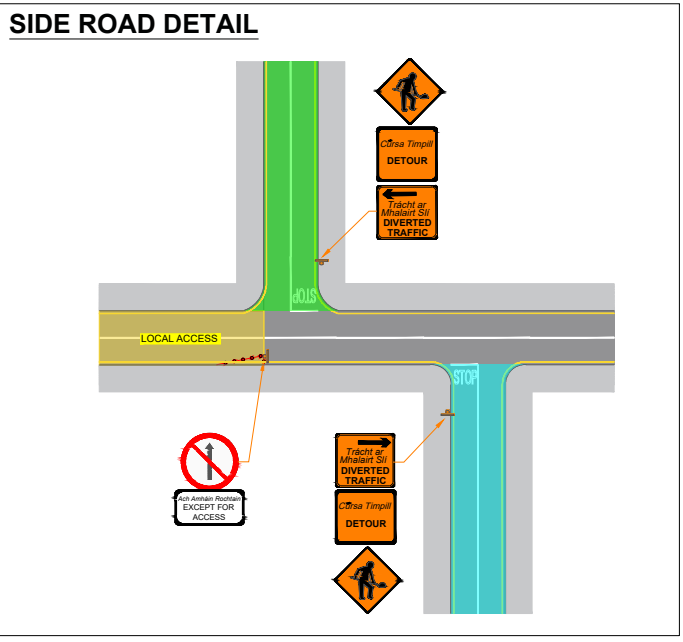 SIDE ROAD DETAIL
Cúrsa Timpill
DETOUR
Trácht ar
Mhalairt Slí
DIVERTED
TRAFFIC
STOP
LOCAL ACCESS
STOP
Trácht ar
Mhalairt Slí
DIVERTED
TRAFFIC
Ach Amháin Rochtain
EXCEPT FOR
ACCESS
Cúrsa Timpill
DETOUR